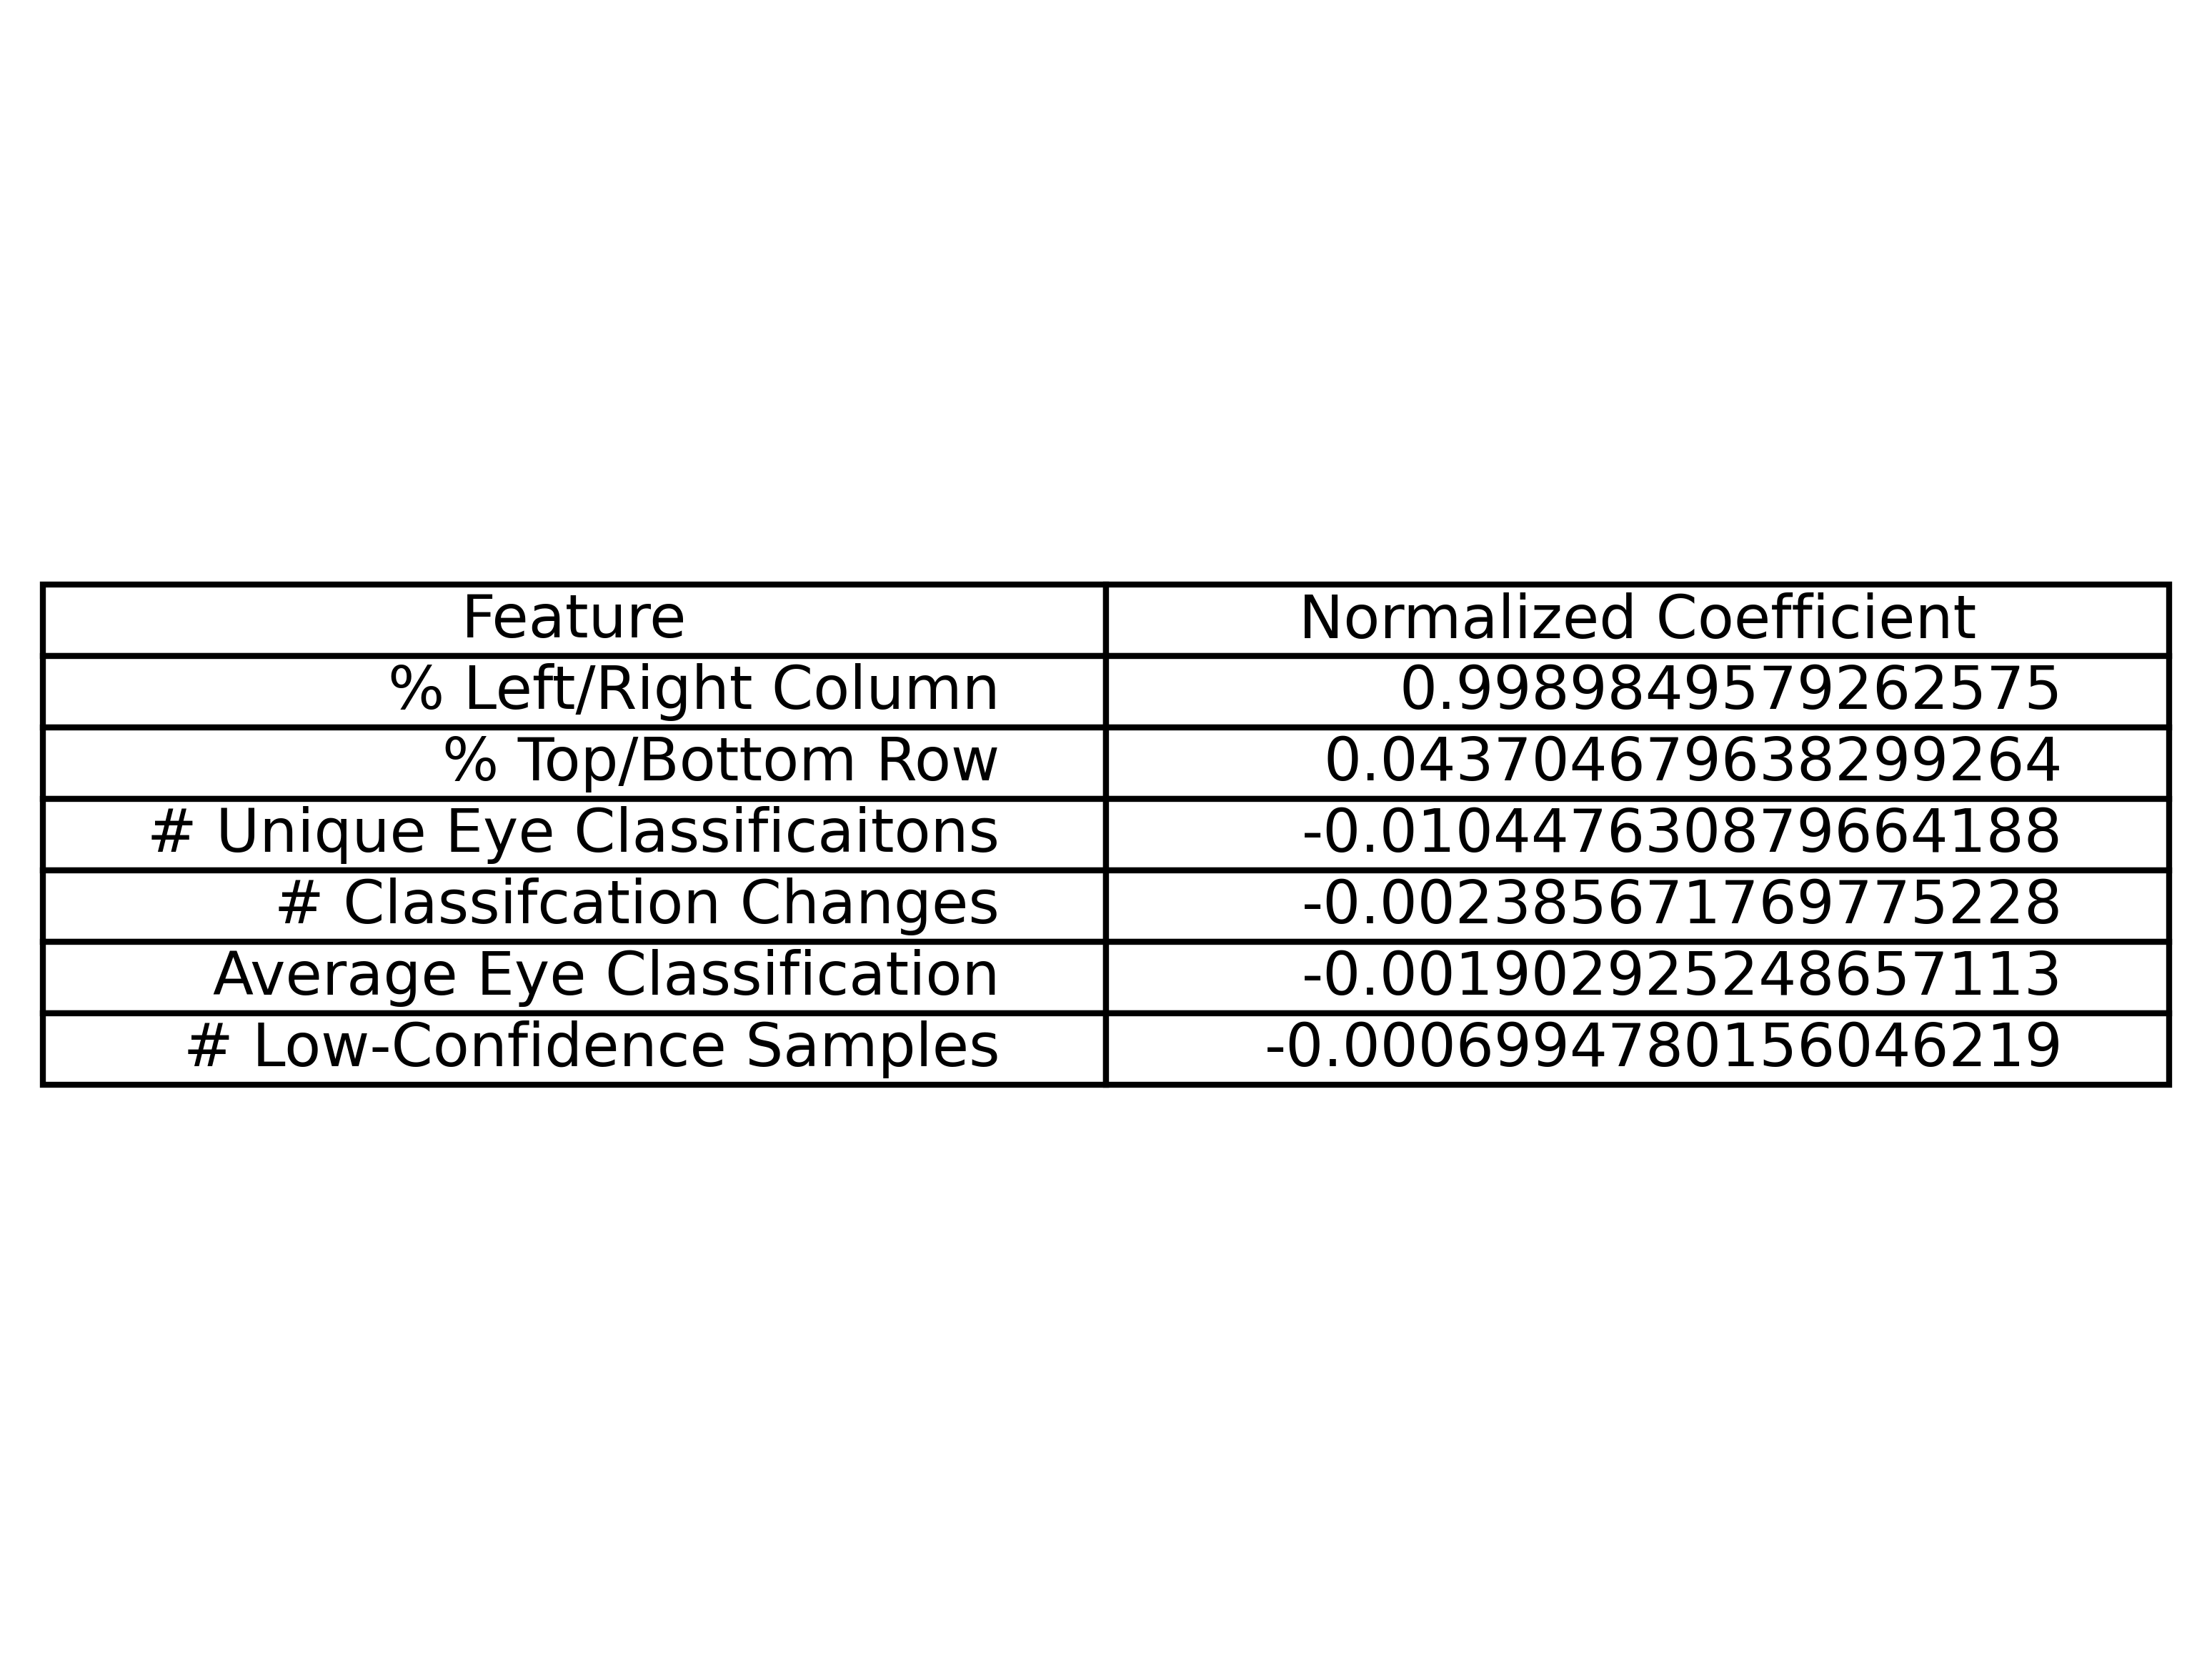 Feature Normalized Coefficient
% Left/Right Column 0.9989849579262575
% Top/Bottom Row 0.043704679638299264
# Unique Eye Classificaitons -0.010447630879664188
# Classifcation Changes -0.002385671769775228
Average Eye Classification -0.001902925248657113
# Low-Confidence Samples -0.0006994780156046219